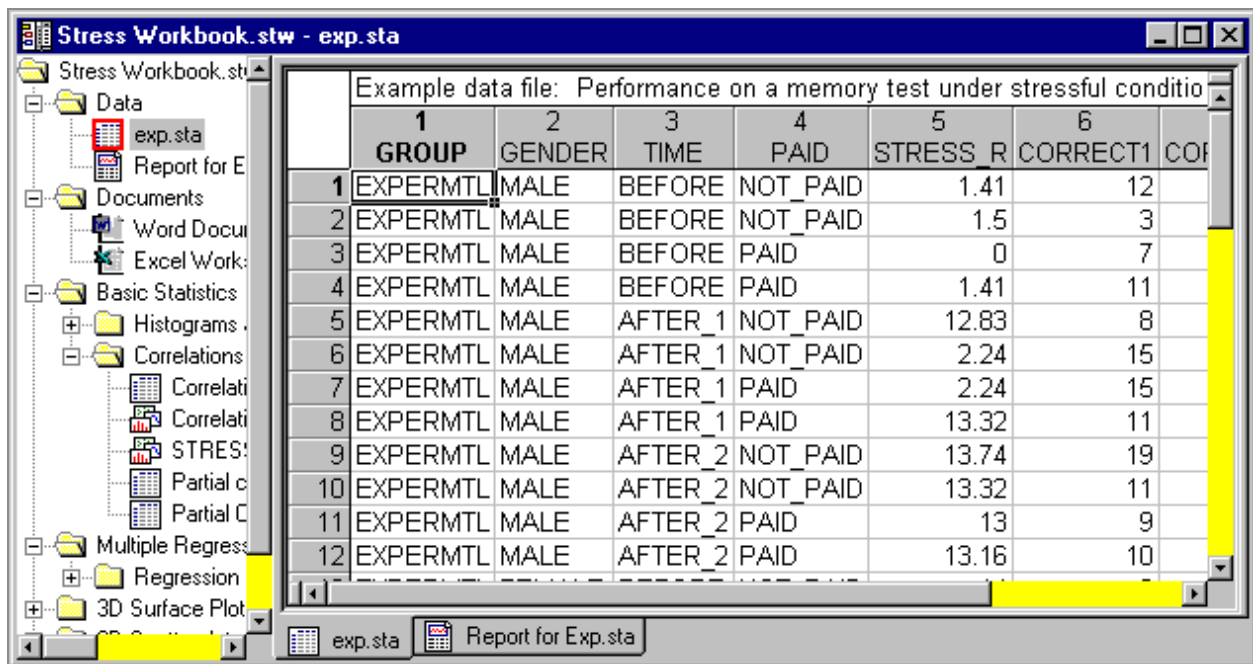 Stress Workbook.stw - exp.sta
Stress Workbook.st
Data
exp.sta
Report for E
Documents
Word Docu
Excel Work
Basic Statistics
Histograms
Correlations
Correlati
Correlati
STRES
Partial c
Partial C
Multiple Regress
Regression
3D Surface Plot
Example data file: Performance on a memory test under stressful conditio
1 2 3 4 5 6
GROUP GENDER TIME PAID STRESS_R CORRECT1 COR
1 EXPERMTL MALE BEFORE NOT_PAID 1.41 12
2 EXPERMTL MALE BEFORE NOT_PAID 1.5 3
3 EXPERMTL MALE BEFORE PAID 0 7
4 EXPERMTL MALE BEFORE PAID 1.41 11
5 EXPERMTL MALE AFTER_1 NOT_PAID 12.83 8
6 EXPERMTL MALE AFTER_1 NOT_PAID 2.24 15
7 EXPERMTL MALE AFTER_1 PAID 2.24 15
8 EXPERMTL MALE AFTER_1 PAID 13.32 11
9 EXPERMTL MALE AFTER_2 NOT_PAID 13.74 19
10 EXPERMTL MALE AFTER_2 NOT_PAID 13.32 11
11 EXPERMTL MALE AFTER_2 PAID 13 9
12 EXPERMTL MALE AFTER_2 PAID 13.16 10
exp.sta Report for Exp.sta